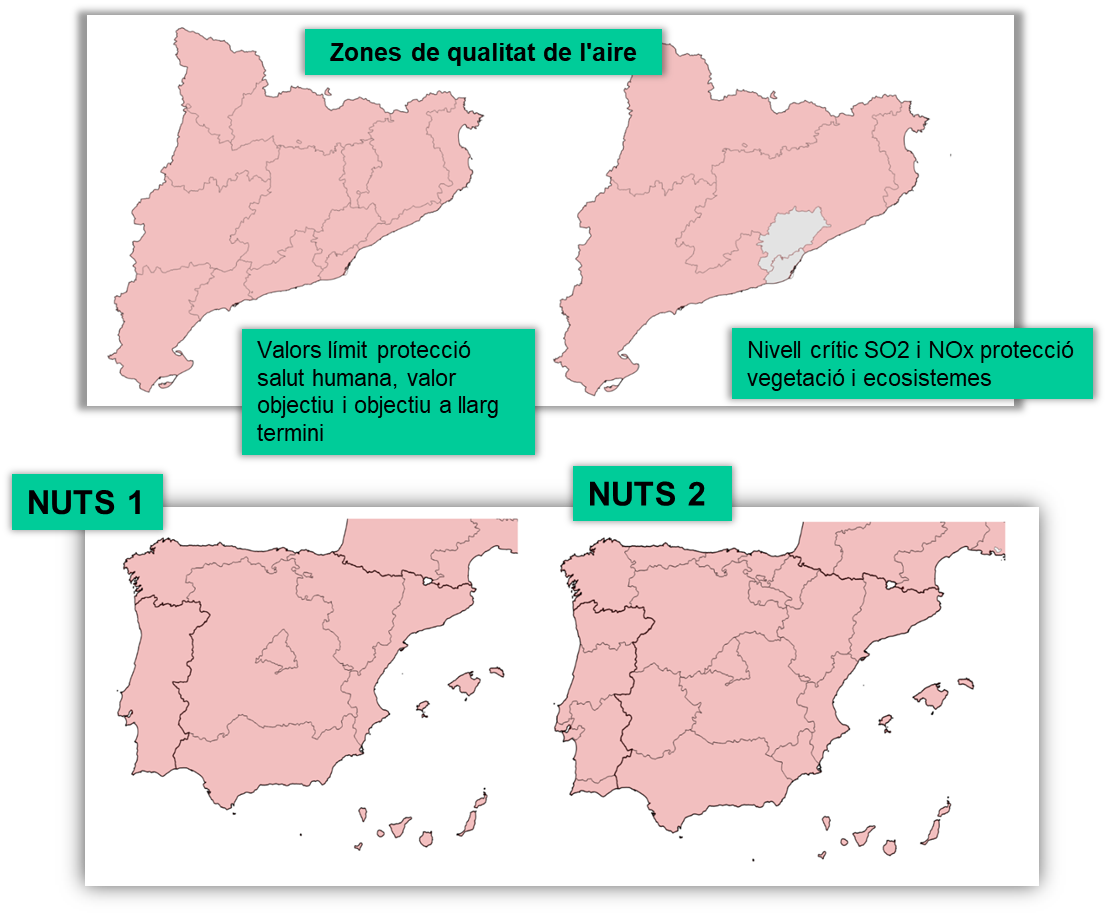 Zones de qualitat de l'aire
Valors límit protecció
salut humana, valor
objectiu i objectiu a llarg
termini
Nivell crític SO2 i NOx protecció
vegetació i ecosistemes
NUTS 1
NUTS 2